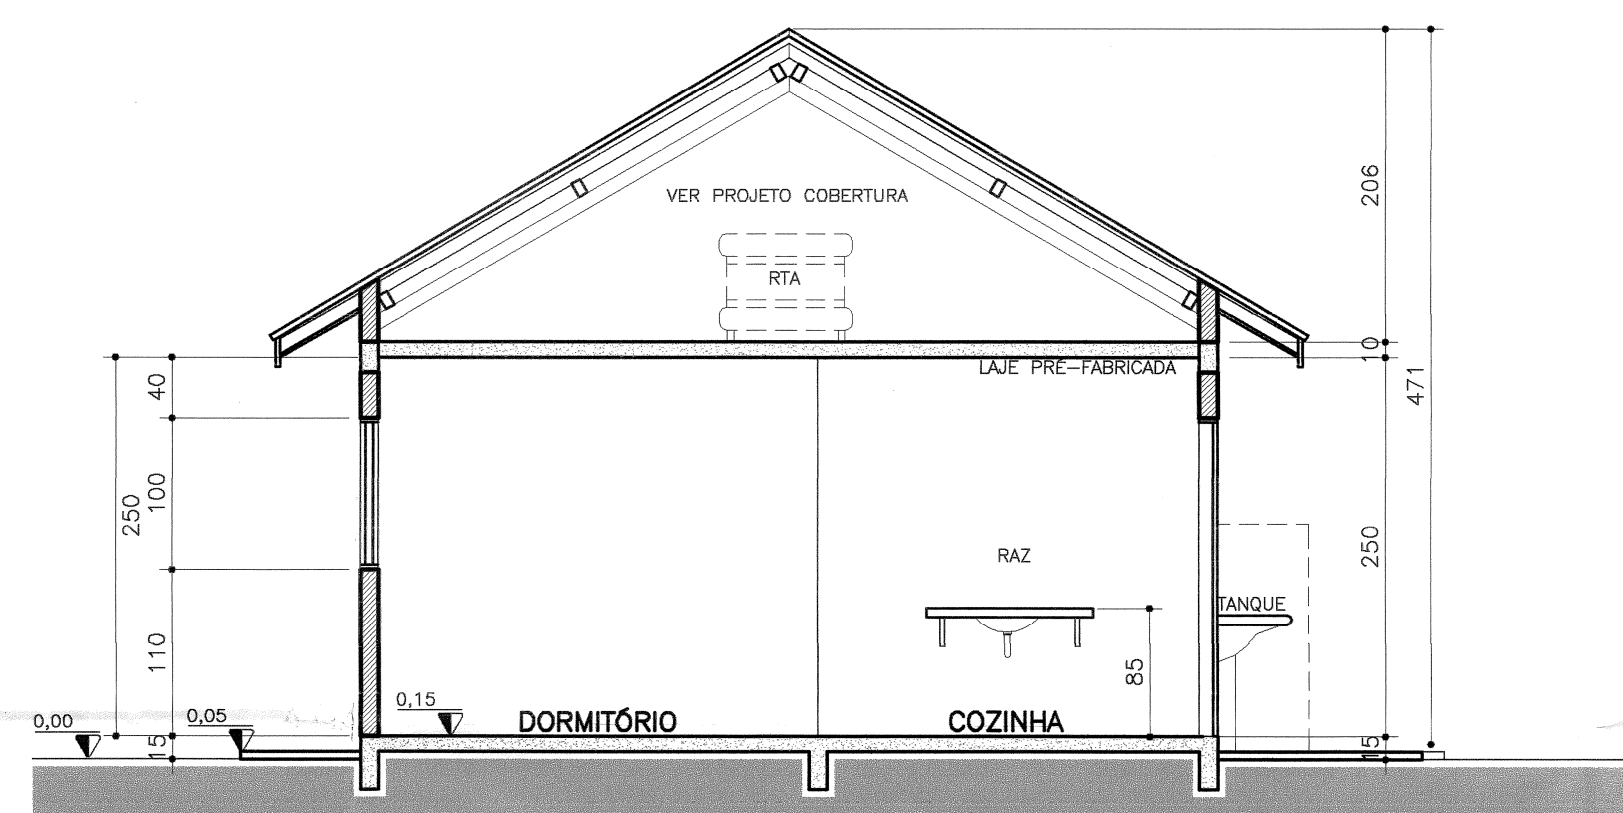 206
VER PROJETO COBERTURA
RTA
10
LAJE PRÉ-FABRICADA
471
40
100
250
250
RAZ
TANQUE
110
85
0,15
DORMITÓRIO
COZINHA
0,00
0,05
15
15